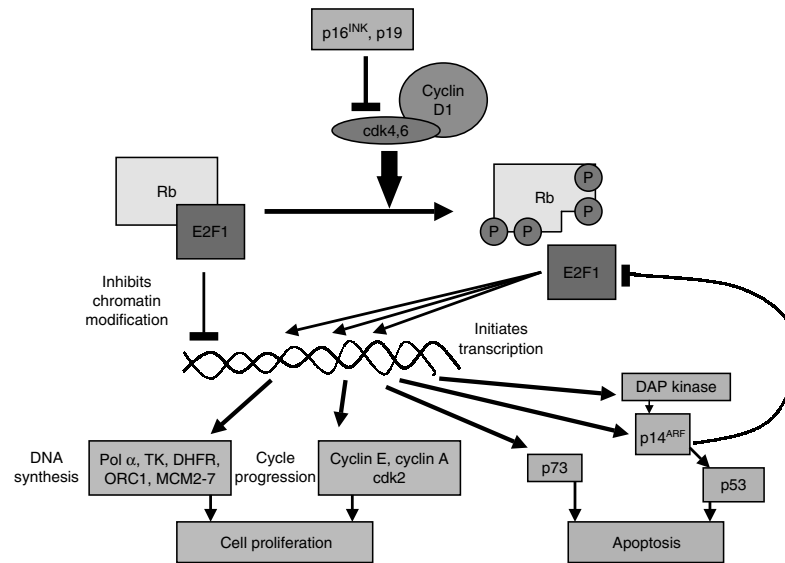 p16INK, p19
Cyclin
D1
cdk4,6
Rb
E2F1
P
Rb
P
P
P
E2F1
Inhibits
chromatin
modification
Initiates
transcription
DAP kinase
p14ARF
DNA
synthesis
Pol α, TK, DHFR,
ORC1, MCM2-7
Cycle
progression
Cyclin E, cyclin A
cdk2
p73
p53
Cell proliferation
Apoptosis